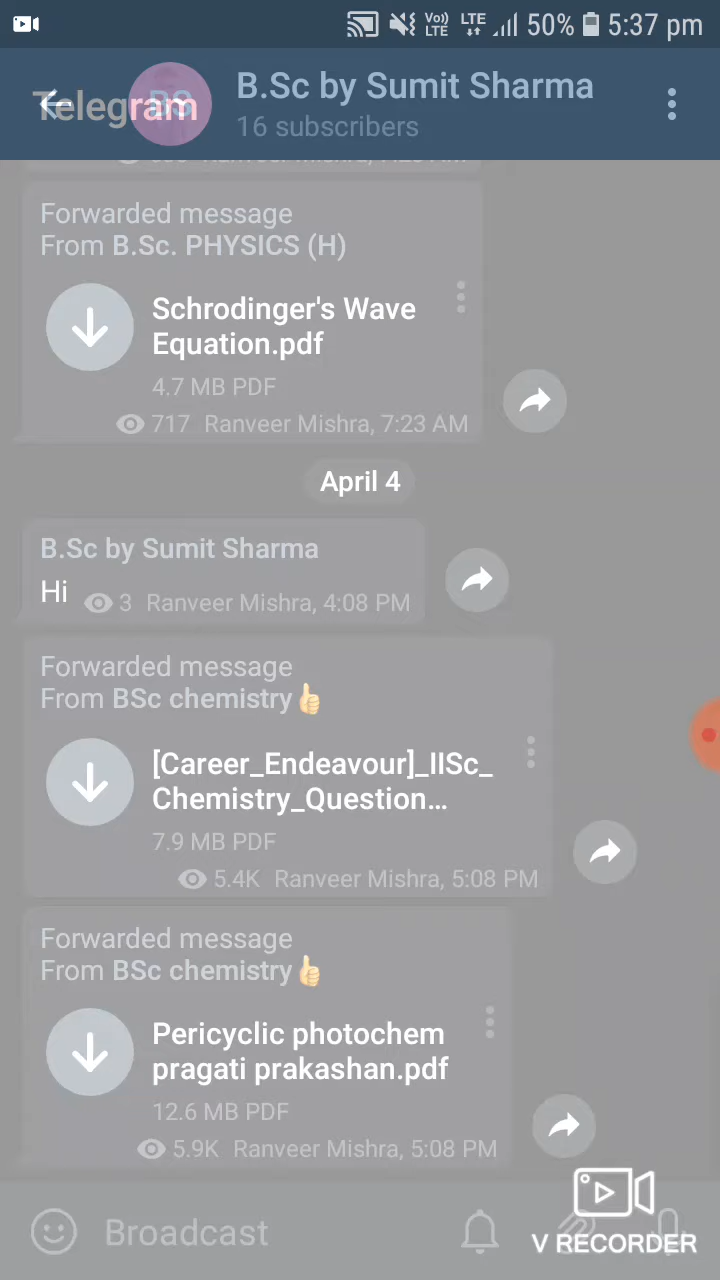 Vo)) LTE LTE 50% 5:37 pm
Telegram BS B.Sc by Sumit Sharma
16 subscribers
Forwarded message
From B.Sc. PHYSICS (H)
Schrodinger's Wave
Equation.pdf
4.7 MB PDF
717 Ranveer Mishra, 7:23 AM
April 4
B.Sc by Sumit Sharma
Hi 3 Ranveer Mishra, 4:08 PM
Forwarded message
From BSc chemistry👍🏻
[Career_Endeavour]_IISc_
Chemistry_Question...
7.9 MB PDF
5.4K Ranveer Mishra, 5:08 PM
Forwarded message
From BSc chemistry👍🏻
Pericyclic photochem
pragati prakashan.pdf
12.6 MB PDF
5.9K Ranveer Mishra, 5:08 PM
Broadcast
V RECORDER